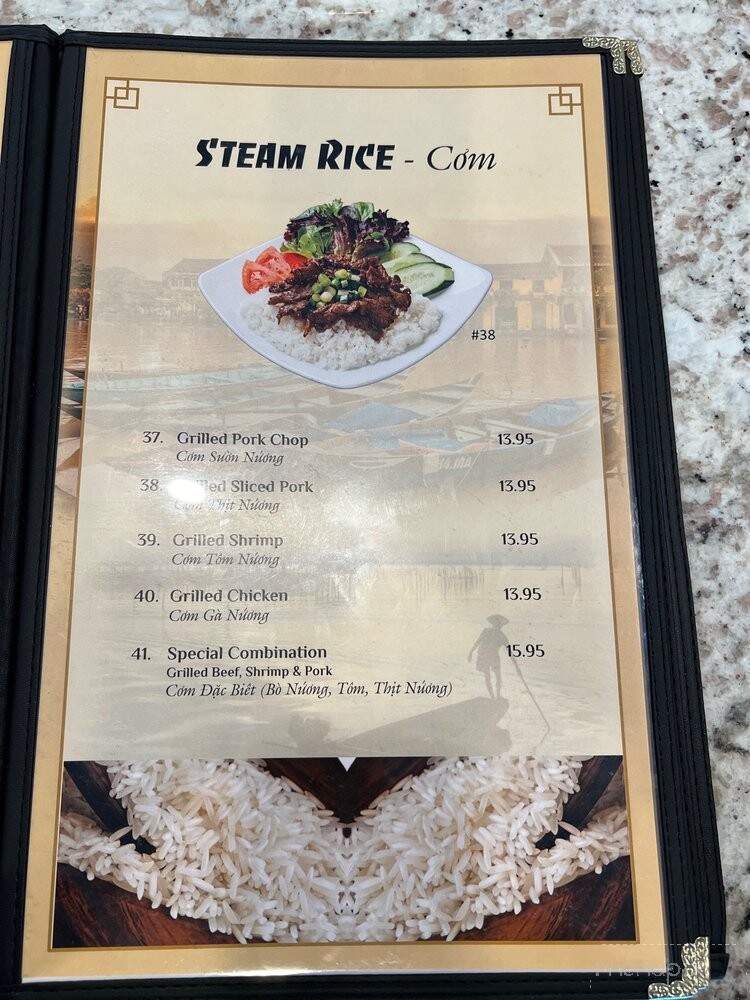 STEAM RICE - Cơm
#38
37. Grilled Pork Chop 13.95
Cơm Sườn Nướng
38. Sliced Pork 13.95
Cơm Thịt Nướng
39. Grilled Shrimp 13.95
Cơm Tôm Nướng
40. Grilled Chicken 13.95
Cơm Gà Nướng
41. Special Combination 15.95
Grilled Beef, Shrimp & Pork
Cơm Đặc Biêt (Bò Nướng, Tôm, Thịt Nướng)